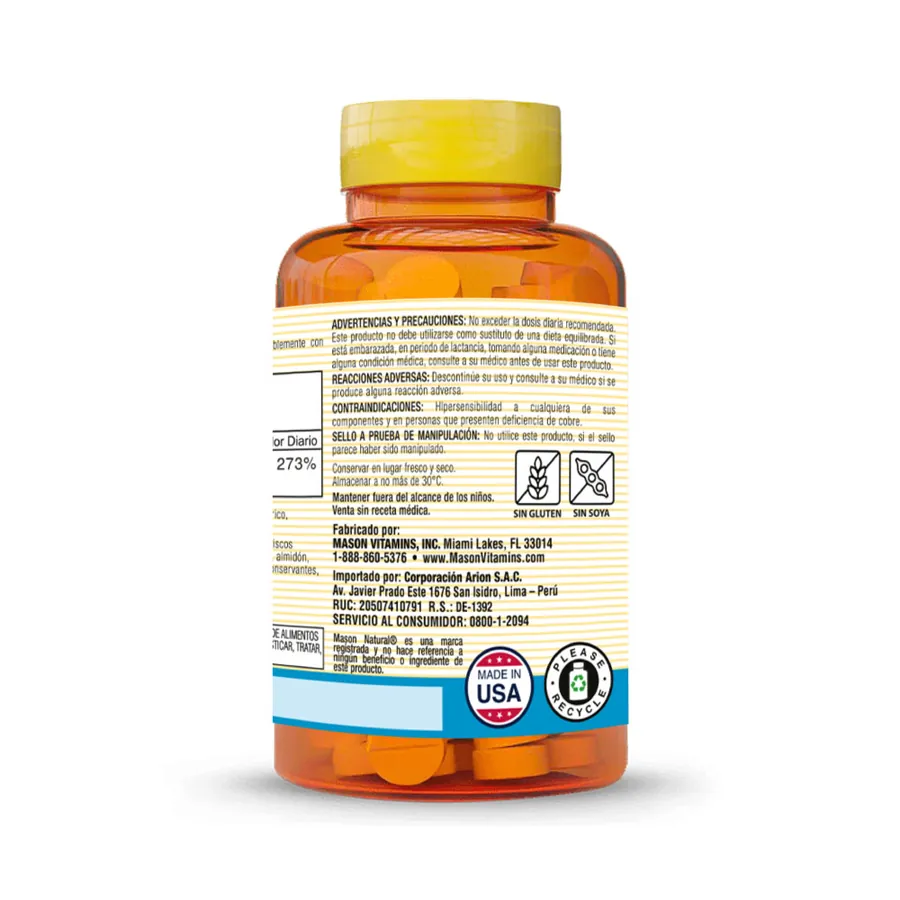 blemente con
or Diario
273%
rico,
iscos
almidón,
nservantes,
DE ALIMENTOS
TICAR, TRATAR,
ADVERTENCIAS Y PRECAUCIONES: No exceder la dosis diaria recomendada.
Este producto no debe utilizarse como sustituto de una dieta equilibrada. Si
está embarazada, en periodo de lactancia, tomando alguna medicación o tiene
alguna condición médica, consulte a su médico antes de usar este producto.
REACCIONES ADVERSAS: Descontinúe su uso y consulte a su médico si se
produce alguna reacción adversa.
CONTRAINDICACIONES: Hipersensibilidad a cualquiera de sus
componentes y en personas que presenten deficiencia de cobre.
SELLO A PRUEBA DE MANIPULACIÓN: No utilice este producto, si el sello
parece haber sido manipulado.
Conservar en lugar fresco y seco.
Almacenar a no más de 30°C.
Mantener fuera del alcance de los niños.
Venta sin receta médica.
SIN GLUTEN
SIN SOYA
Fabricado por:
MASON VITAMINS, INC. Miami Lakes, FL 33014
1-888-860-5376 • www.MasonVitamins.com
Importado por: Corporación Arion S.A.C.
Av. Javier Prado Este 1676 San Isidro, Lima – Perú
RUC: 20507410791 R.S.: DE-1392
SERVICIO AL CONSUMIDOR: 0800-1-2094
Mason Natural® es una marca
registrada y no hace referencia a
ningún beneficio o ingrediente de
este producto.
MADE IN
USA
PLEASE
RECYCLE